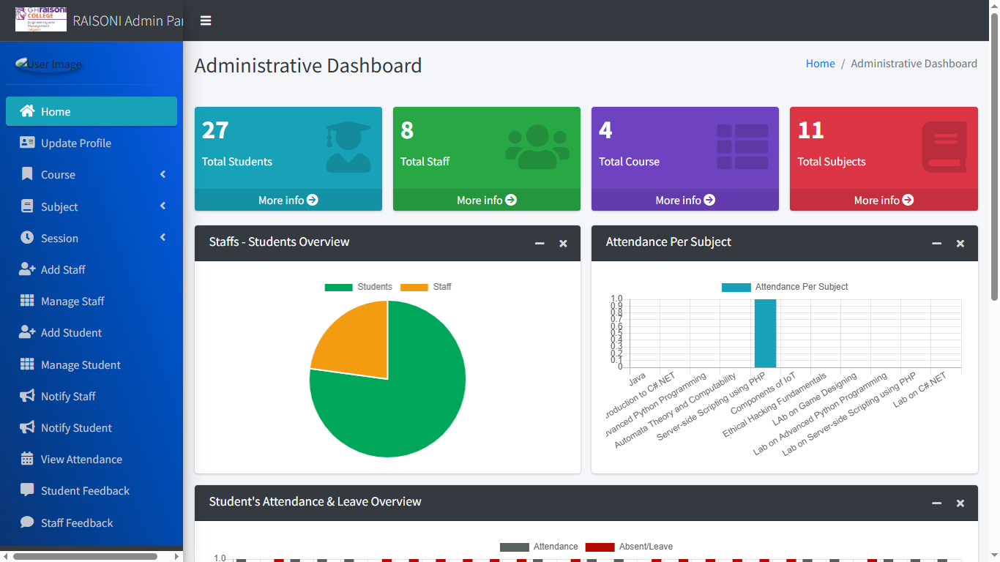 GHraisoni
COLLEGE
Engineering and
Management
Jalgaon
RAISONI Admin Pan
User Image
Home
Update Profile
Course
Subject
Session
Add Staff
Manage Staff
Add Student
Manage Student
Notify Staff
Notify Student
View Attendance
Student Feedback
Staff Feedback
Administrative Dashboard
Home / Administrative Dashboard
27
Total Students
More info
8
Total Staff
More info
4
Total Course
More info
11
Total Subjects
More info
Staffs - Students Overview
Students Staff
Attendance Per Subject
Attendance Per Subject
1.0
0.9
0.8
0.7
0.6
0.5
0.4
0.3
0.2
0.1
0
Java
roduction to C#.NET
vanced Python Programming
Automata Theory and Computability
Server-side Scripting using PHP
Components of IoT
Ethical Hacking Fundamentals
LAb on Game Designing
Lab on Advanced Python Programming
Lab on Server-side Scripting using PHP
Lab on C#.NET
Student's Attendance & Leave Overview
Attendance Absent/Leave
1.0